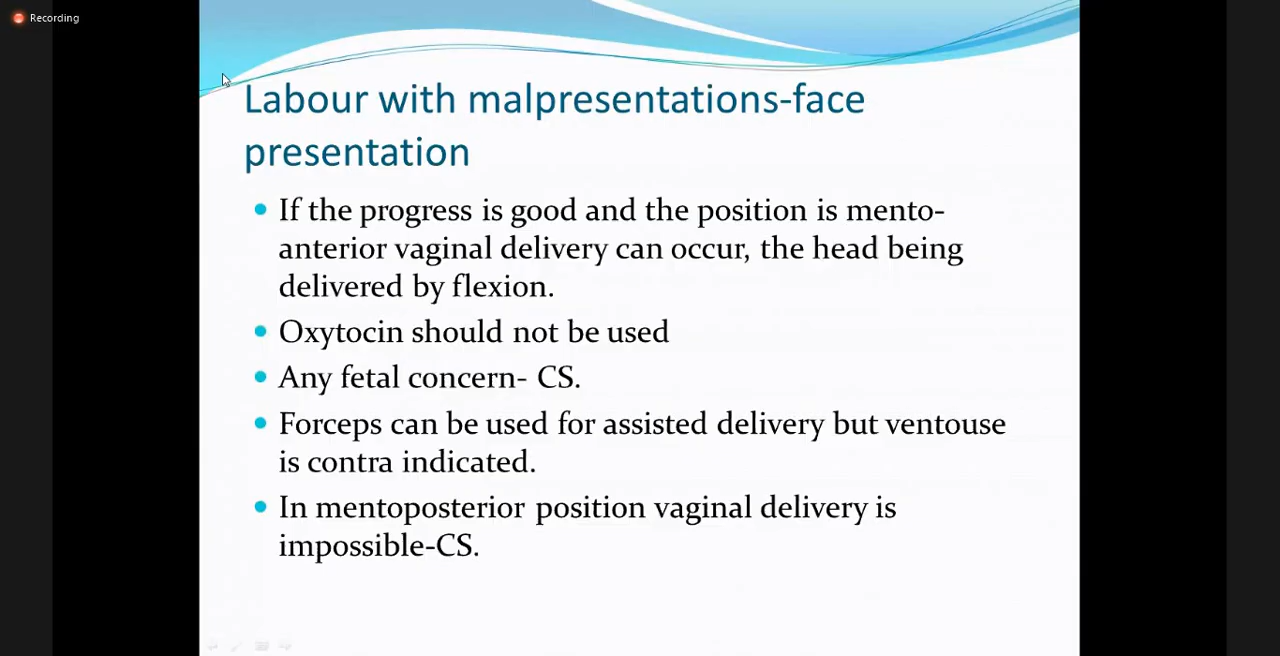 Recording
Labour with malpresentations-face
presentation
If the progress is good and the position is mento-
anterior vaginal delivery can occur, the head being
delivered by flexion.
Oxytocin should not be used
Any fetal concern- CS.
Forceps can be used for assisted delivery but ventouse
is contra indicated.
In mentoposterior position vaginal delivery is
impossible-CS.